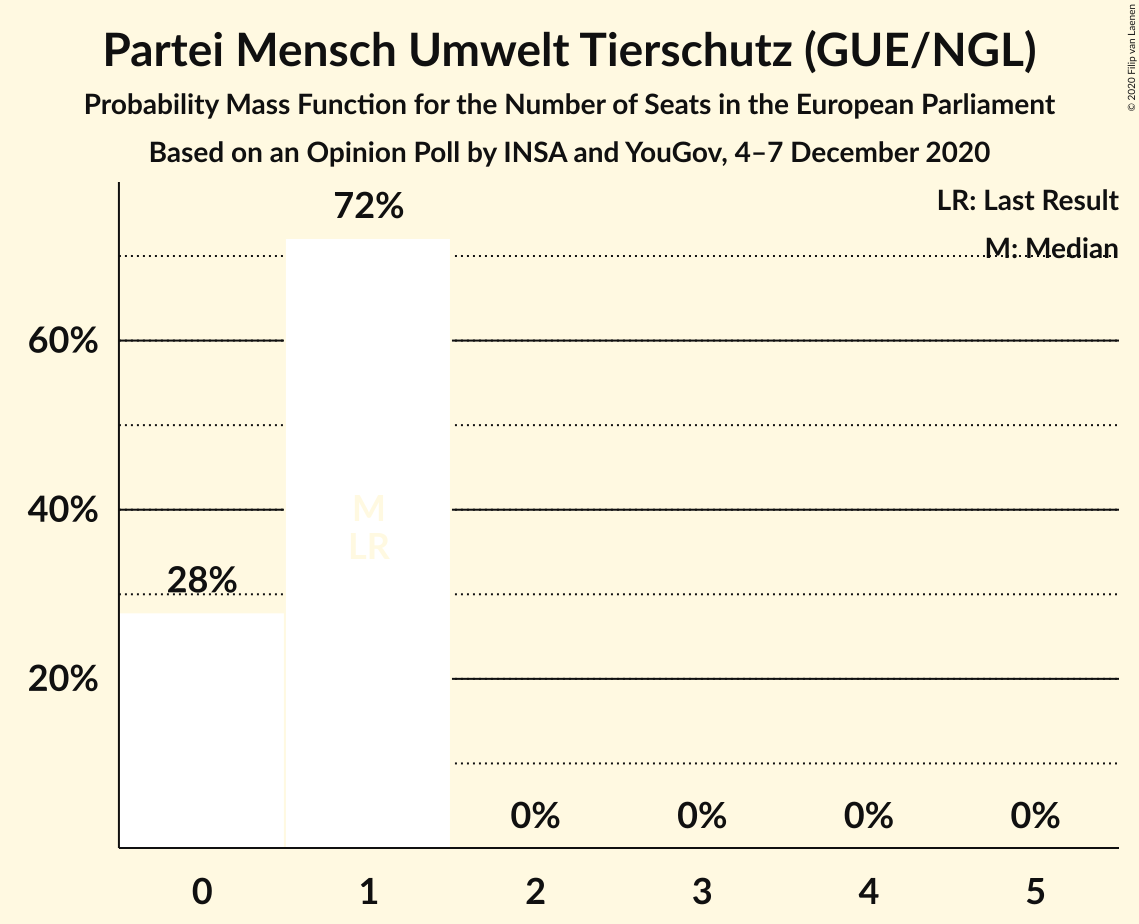 Partei Mensch Umwelt Tierschutz (GUE/NGL)
Probability Mass Function for the Number of Seats in the European Parliament
Based on an Opinion Poll by INSA and YouGov, 4–7 December 2020
© 2020 Filip van Laenen
LR: Last Result
M: Median
72%
60%
40%
M
LR
28%
20%
0% 0% 0% 0%
0 1 2 3 4 5